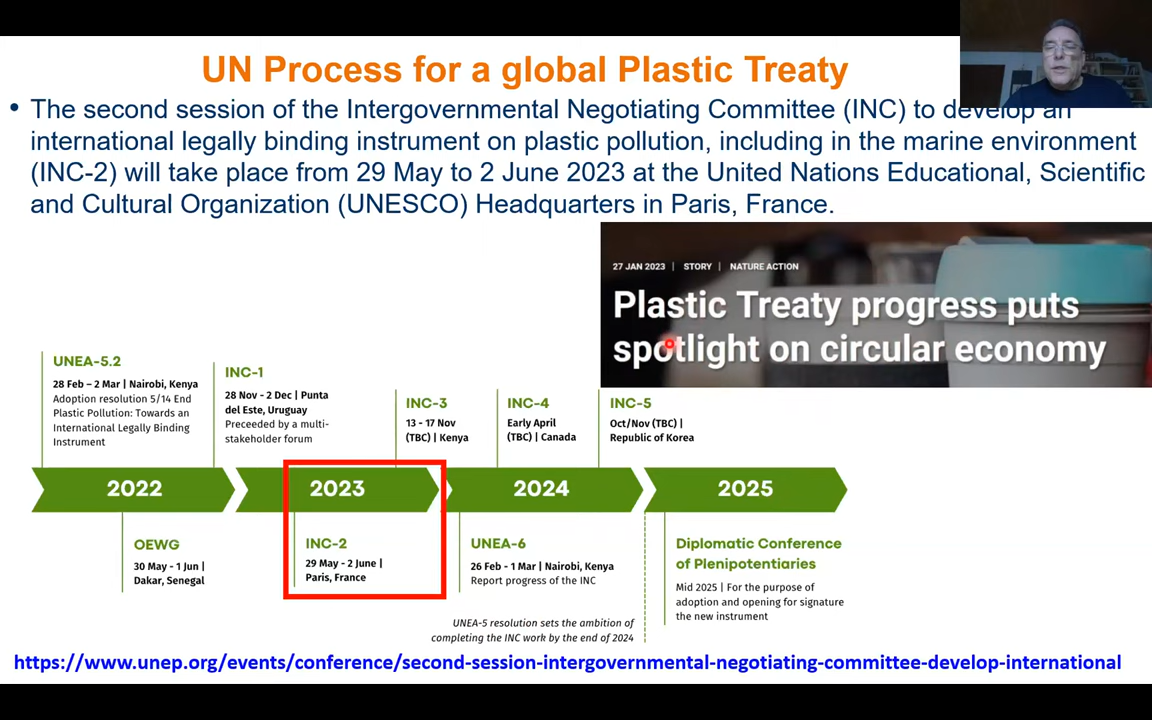 UN Process for a global Plastic Treaty
• The second session of the Intergovernmental Negotiating Committee (INC) to develop an
international legally binding instrument on plastic pollution, including in the marine environment
(INC-2) will take place from 29 May to 2 June 2023 at the United Nations Educational, Scientific
and Cultural Organization (UNESCO) Headquarters in Paris, France.
27 JAN 2023 | STORY | NATURE ACTION
Plastic Treaty progress puts
spotlight on circular economy
UNEA-5.2
28 Feb – 2 Mar | Nairobi, Kenya
Adoption resolution 5/14 End
Plastic Pollution: Towards an
International Legally Binding
Instrument
INC-1
28 Nov - 2 Dec | Punta
del Este, Uruguay
Preceeded by a multi-
stakeholder forum
INC-3
13 - 17 Nov
(TBC) | Kenya
INC-4
Early April
(TBC) | Canada
INC-5
Oct/Nov (TBC) |
Republic of Korea
2022
2023
2024
2025
OEWG
30 May - 1 Jun |
Dakar, Senegal
INC-2
29 May - 2 June |
Paris, France
UNEA-6
26 Feb - 1 Mar | Nairobi, Kenya
Report progress of the INC
Diplomatic Conference
of Plenipotentiaries
Mid 2025 | For the purpose of
adoption and opening for signature
the new instrument
UNEA-5 resolution sets the ambition of
completing the INC work by the end of 2024
https://www.unep.org/events/conference/second-session-intergovernmental-negotiating-committee-develop-international